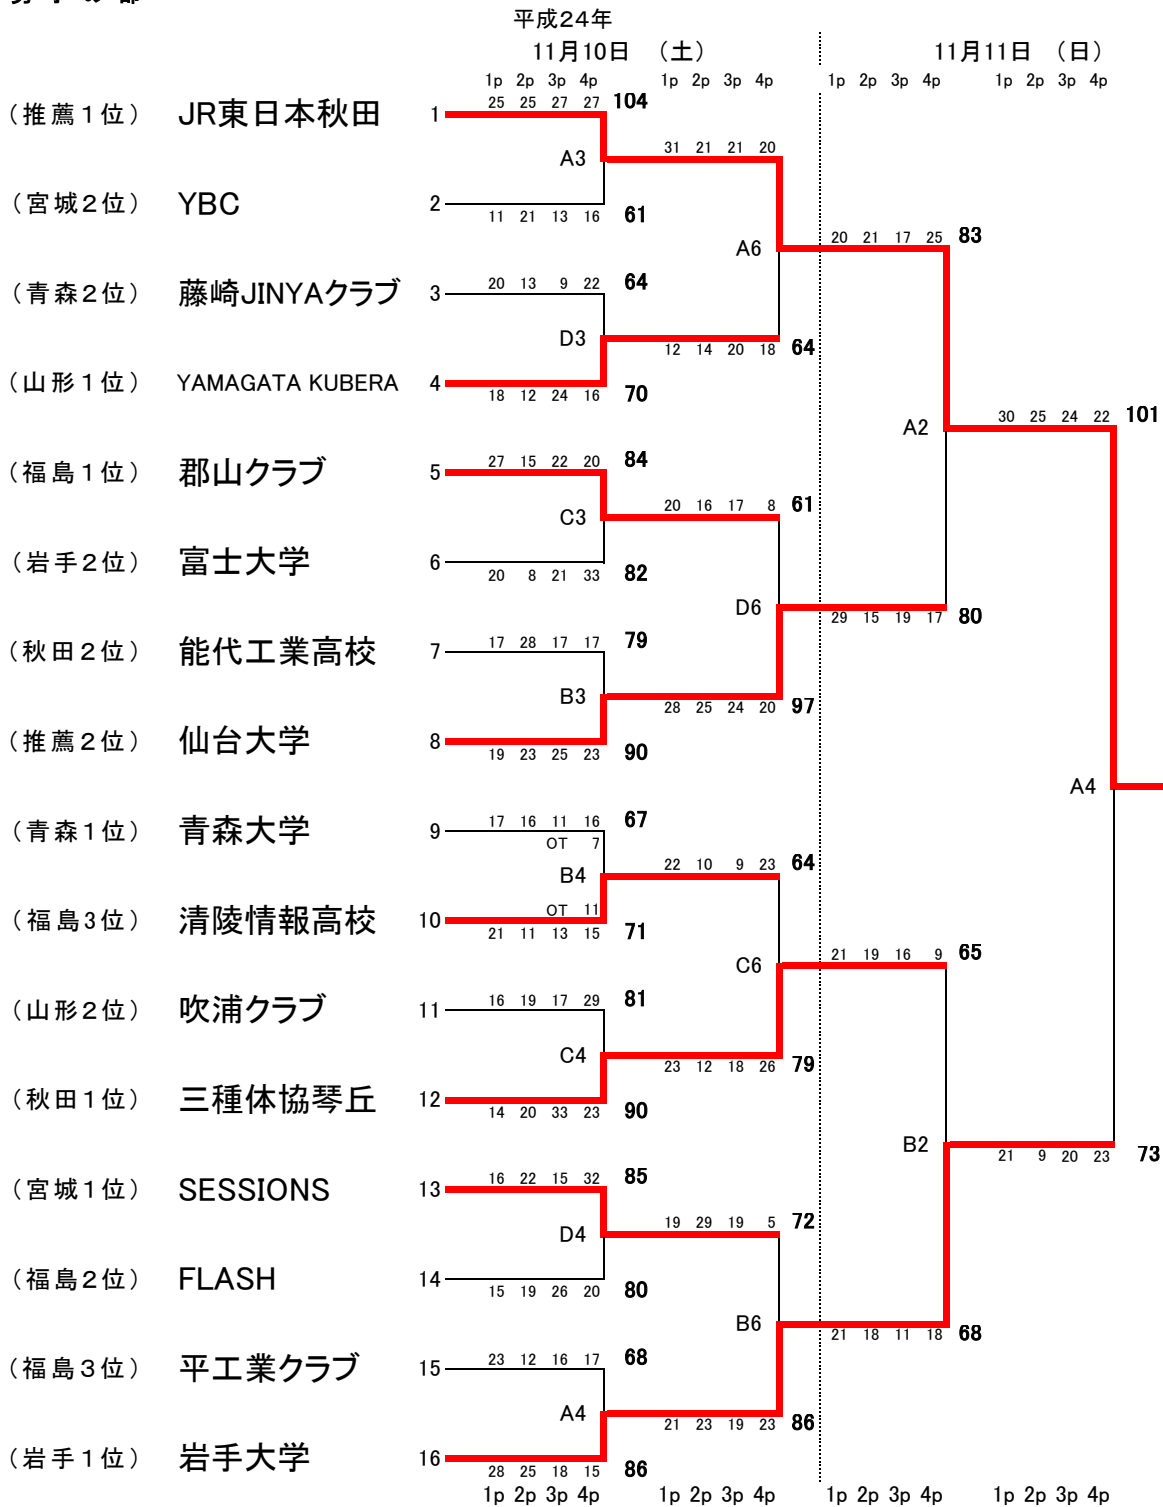 平成24年
11月10日 （土） 11月11日 （日）
1p 2p 3p 4p 1p 2p 3p 4p 1p 2p 3p 4p 1p 2p 3p 4p
25 25 27 27 104
（推薦１位） JR東日本秋田 1
31 21 21 20
A3
（宮城２位） YBC 2
11 21 13 16 61
20 21 17 25 83
A6
20 13 9 22 64
（青森２位） 藤崎JINYAクラブ 3
D3
12 14 20 18 64
（山形１位） YAMAGATA KUBERA 4
18 12 24 16 70
30 25 24 22 101
A2
27 15 22 20 84
（福島１位） 郡山クラブ 5
20 16 17 8 61
C3
（岩手２位） 富士大学 6
20 8 21 33 82
D6
29 15 19 17 80
17 28 17 17 79
（秋田２位） 能代工業高校 7
B3
28 25 24 20 97
（推薦２位） 仙台大学 8
19 23 25 23 90
A4
17 16 11 16 67
（青森１位） 青森大学 9
OT 7
22 10 9 23 64
B4
OT 11
（福島3位） 清陵情報高校 10
21 11 13 15 71
21 19 16 9 65
C6
16 19 17 29 81
（山形２位） 吹浦クラブ 11
C4
23 12 18 26 79
（秋田１位） 三種体協琴丘 12
14 20 33 23 90
B2
21 9 20 23 73
16 22 15 32 85
（宮城１位） SESSIONS 13
19 29 19 5 72
D4
（福島２位） FLASH 14
15 19 26 20 80
B6
21 18 11 18 68
23 12 16 17 68
（福島３位） 平工業クラブ 15
A4
21 23 19 23 86
（岩手１位） 岩手大学 16
28 25 18 15 86
1p 2p 3p 4p 1p 2p 3p 4p 1p 2p 3p 4p 1p 2p 3p 4p